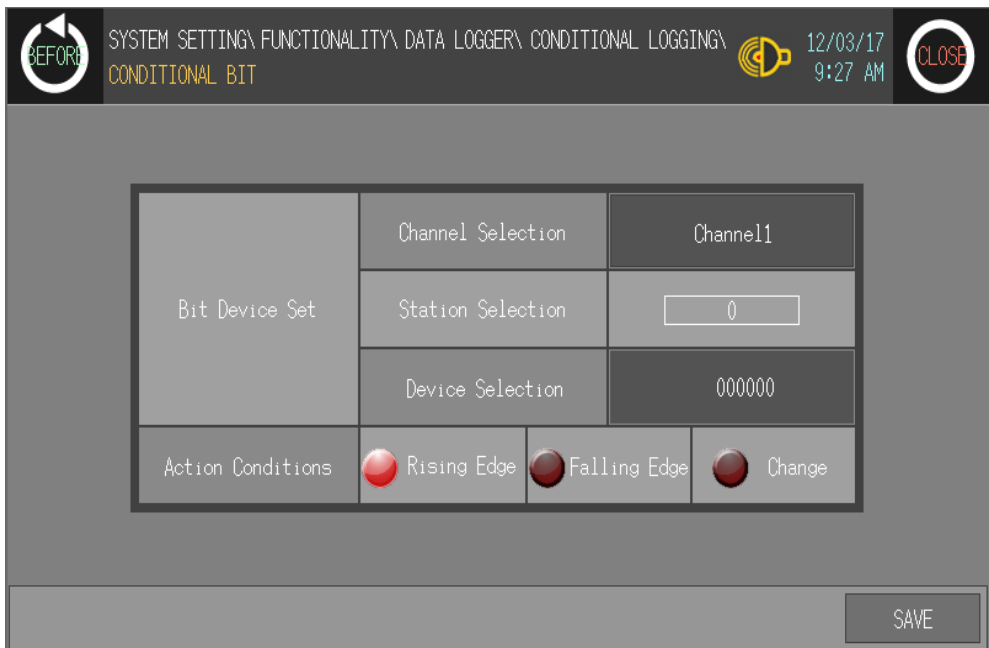 BEFORE
SYSTEM SETTING\ FUNCTIONALITY\ DATA LOGGER\ CONDITIONAL LOGGING\
CONDITIONAL BIT
12/03/17
9:27 AM
CLOSE
Bit Device Set
Channel Selection
Channel1
Station Selection
0
Device Selection
000000
Action Conditions
Rising Edge
Falling Edge
Change
SAVE